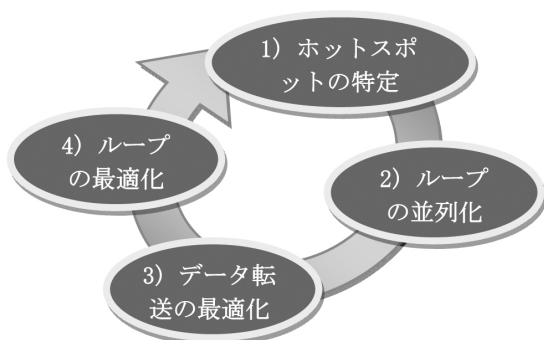 1) ホットスポ
ットの特定
2) ループ
の並列化
3) データ転
送の最適化
4) ループ
の最適化